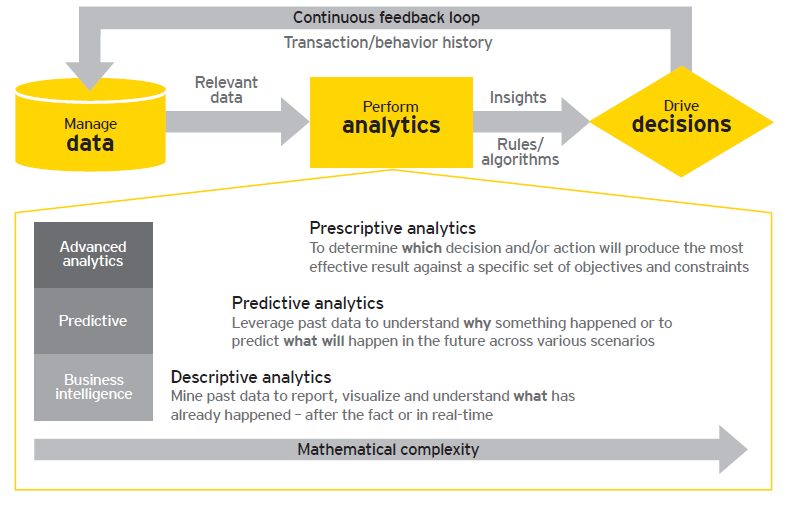 Continuous feedback loop
Transaction/behavior history
Manage
data
Relevant
data
Perform
analytics
Insights
Rules/
algorithms
Drive
decisions
Advanced
analytics
Prescriptive analytics
To determine which decision and/or action will produce the most
effective result against a specific set of objectives and constraints
Predictive
Predictive analytics
Leverage past data to understand why something happened or to
predict what will happen in the future across various scenarios
Business
intelligence
Descriptive analytics
Mine past data to report, visualize and understand what has
already happened – after the fact or in real-time
Mathematical complexity